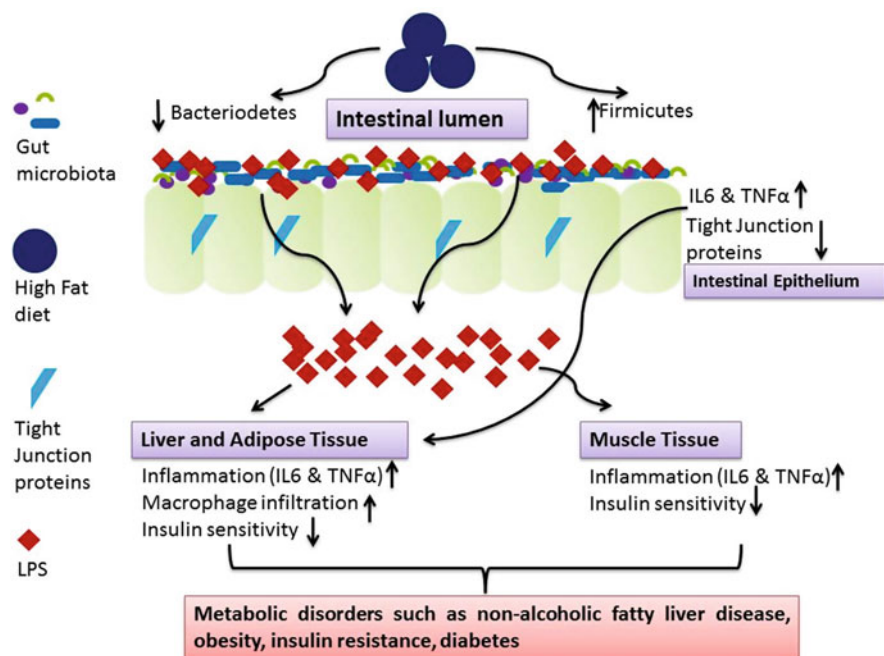 ↓ Bacteriodetes
↑Firmicutes
Intestinal lumen
Gut
microbiota
High Fat
diet
Tight
Junction
proteins
LPS
IL6 & TNFα ↑
Tight Junction
proteins ↓
Intestinal Epithelium
Liver and Adipose Tissue
Inflammation (IL6 & TNFα) ↑
Macrophage infiltration ↑
Insulin sensitivity ↓
Muscle Tissue
Inflammation (IL6 & TNFα) ↑
Insulin sensitivity ↓
Metabolic disorders such as non-alcoholic fatty liver disease,
obesity, insulin resistance, diabetes